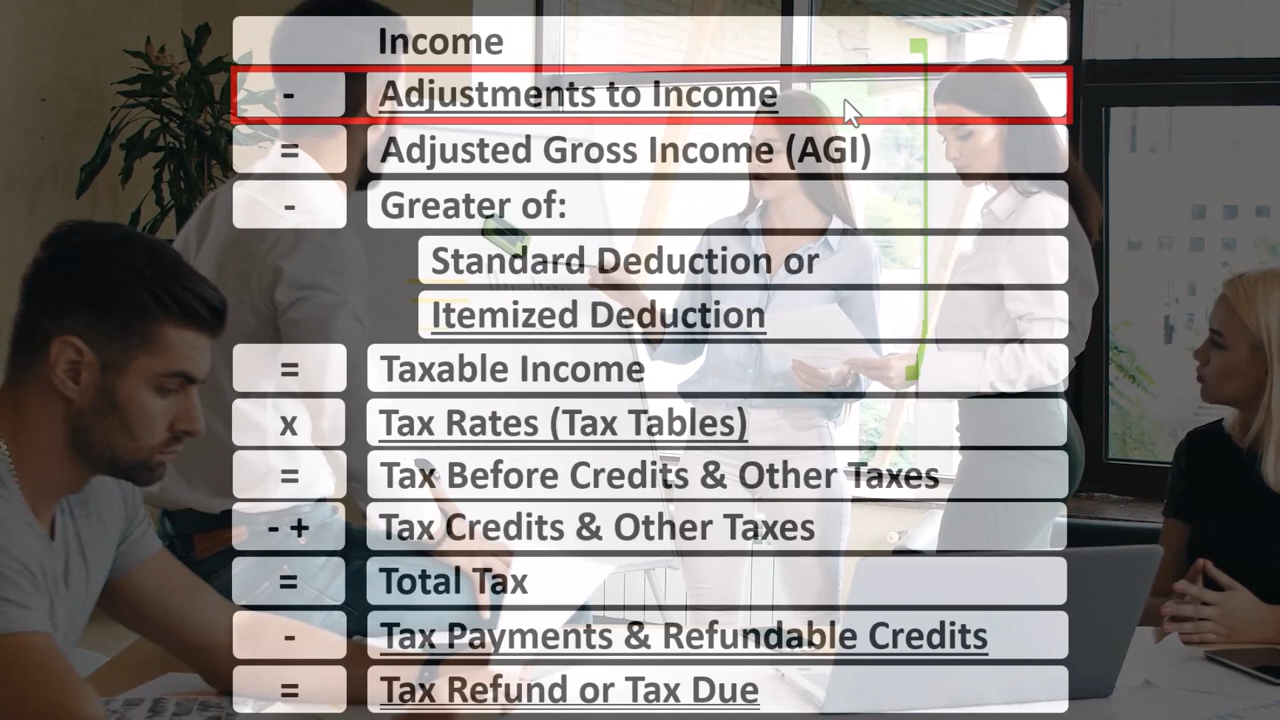 Income
- Adjustments to Income
= Adjusted Gross Income (AGI)
- Greater of:
Standard Deduction or
Itemized Deduction
= Taxable Income
x Tax Rates (Tax Tables)
= Tax Before Credits & Other Taxes
- + Tax Credits & Other Taxes
= Total Tax
- Tax Payments & Refundable Credits
= Tax Refund or Tax Due